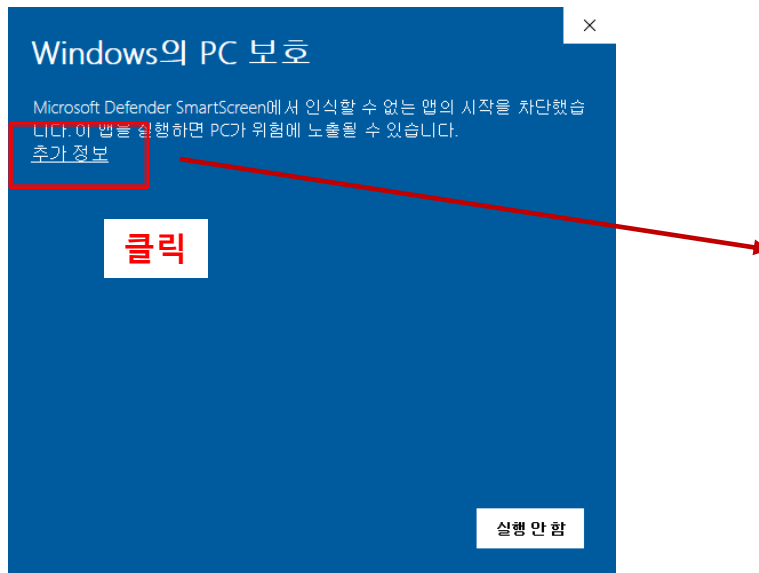 Windows의 PC 보호
Microsoft Defender SmartScreen에서 인식할 수 없는 앱의 시작을 차단했습
니다. 이 앱을 실행하면 PC가 위험에 노출될 수 있습니다.
추가 정보
클릭
실행 안 함